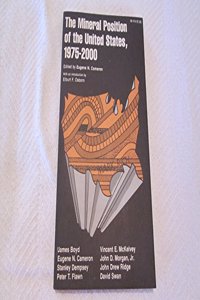 The Mineral Position
of the United States,
1975-2000
Edited by Eugene N. Cameron
with an introduction by
Elburt F. Osborn
James Boyd
Eugene N. Cameron
Stanley Dempsey
Peter T. Flawn
Vincent E. McKelvey
John D. Morgan, Jr.
John Drew Ridge
David Swan